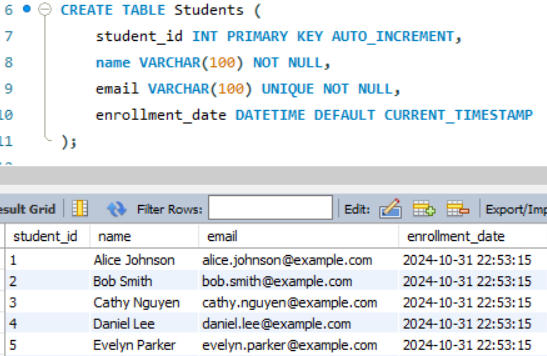 6 CREATE TABLE Students (
7 student_id INT PRIMARY KEY AUTO_INCREMENT,
8 name VARCHAR(100) NOT NULL,
9 email VARCHAR(100) UNIQUE NOT NULL,
10 enrollment_date DATETIME DEFAULT CURRENT_TIMESTAMP
11 );
Grid Filter Rows: Edit:
student_id name email enrollment_date
1 Alice Johnson alice.johnson@example.com 2024-10-31 22:53:15
2 Bob Smith bob.smith@example.com 2024-10-31 22:53:15
3 Cathy Nguyen cathy.nguyen@example.com 2024-10-31 22:53:15
4 Daniel Lee daniel.lee@example.com 2024-10-31 22:53:15
5 Evelyn Parker evelyn.parker@example.com 2024-10-31 22:53:15